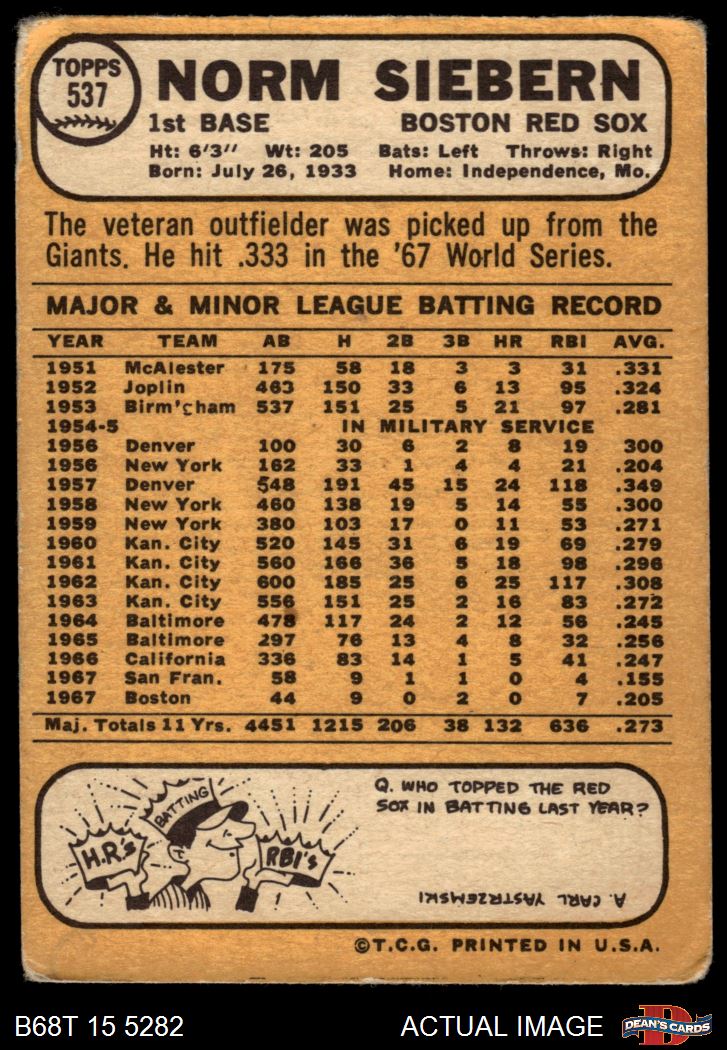 TOPPS
537
NORM SIEBERN
1st BASE BOSTON RED SOX
Ht: 6'3" Wt: 205 Bats: Left Throws: Right
Born: July 26, 1933 Home: Independence, Mo.
The veteran outfielder was picked up from the
Giants. He hit .333 in the '67 World Series.
MAJOR & MINOR LEAGUE BATTING RECORD
YEAR TEAM AB H 2B 3B HR RBI AVG.
1951 McAlester 175 58 18 3 3 31 .331
1952 Joplin 463 150 33 6 13 95 .324
1953 Birm'gham 537 151 25 5 21 97 .281
1954-5 IN MILITARY SERVICE
1956 Denver 100 30 6 2 8 19 300
1956 New York 162 33 1 4 4 21 .204
1957 Denver 548 191 45 15 24 118 .349
1958 New York 460 138 19 5 14 55 .300
1959 New York 380 103 17 0 11 53 .271
1960 Kan. City 520 145 31 6 19 69 .279
1961 Kan. City 560 166 36 5 18 98 .296
1962 Kan. City 600 185 25 6 25 117 .308
1963 Kan. City 556 151 25 2 16 83 .272
1964 Baltimore 478 117 24 2 12 56 .245
1965 Baltimore 297 76 13 4 8 32 .256
1966 California 336 83 14 1 5 41 .247
1967 San Fran. 58 9 1 1 0 4 .155
1967 Boston 44 9 0 2 0 7 .205
Maj. Totals 11 Yrs. 4451 1215 206 38 132 636 .273
BATTING
H.R's
RBI's
Q. WHO TOPPED THE RED
SOX IN BATTING LAST YEAR?
A. CARL YASTRZEMSKI
©T.C.G. PRINTED IN U.S.A.
B68T 15 5282 ACTUAL IMAGE
D
DEAN'S CARDS